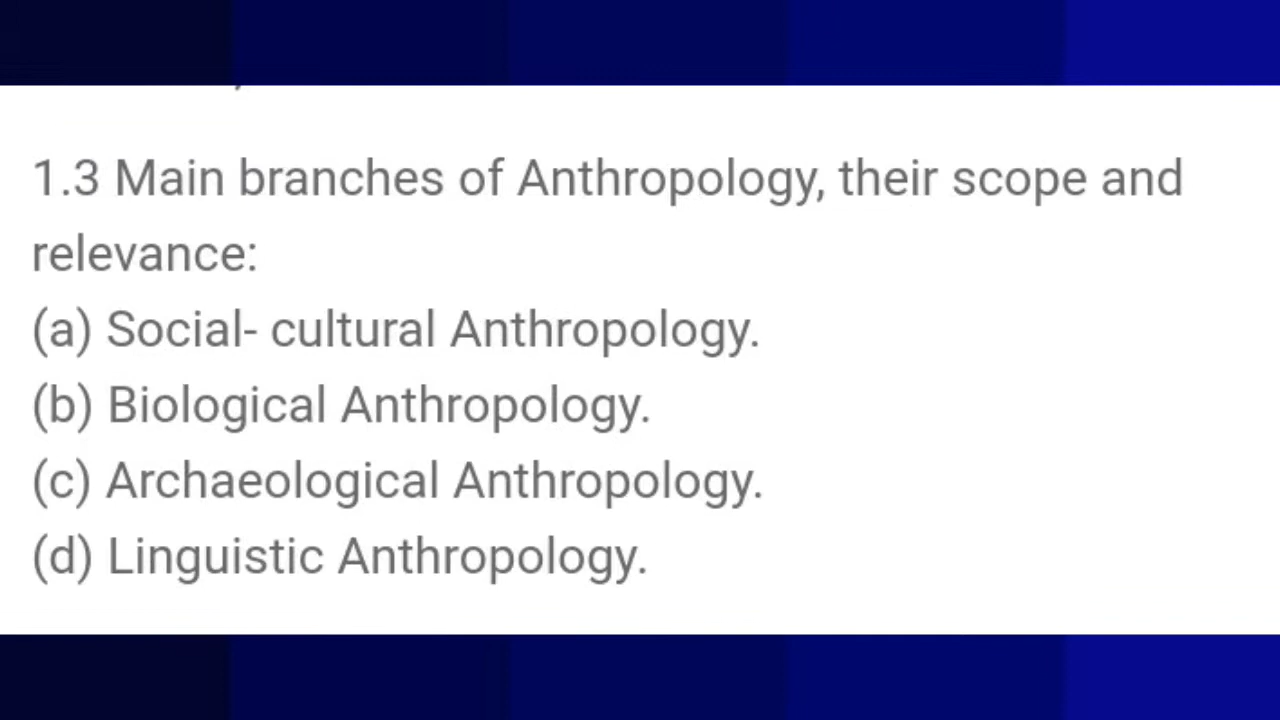 1.3 Main branches of Anthropology, their scope and
relevance:
(a) Social- cultural Anthropology.
(b) Biological Anthropology.
(c) Archaeological Anthropology.
(d) Linguistic Anthropology.